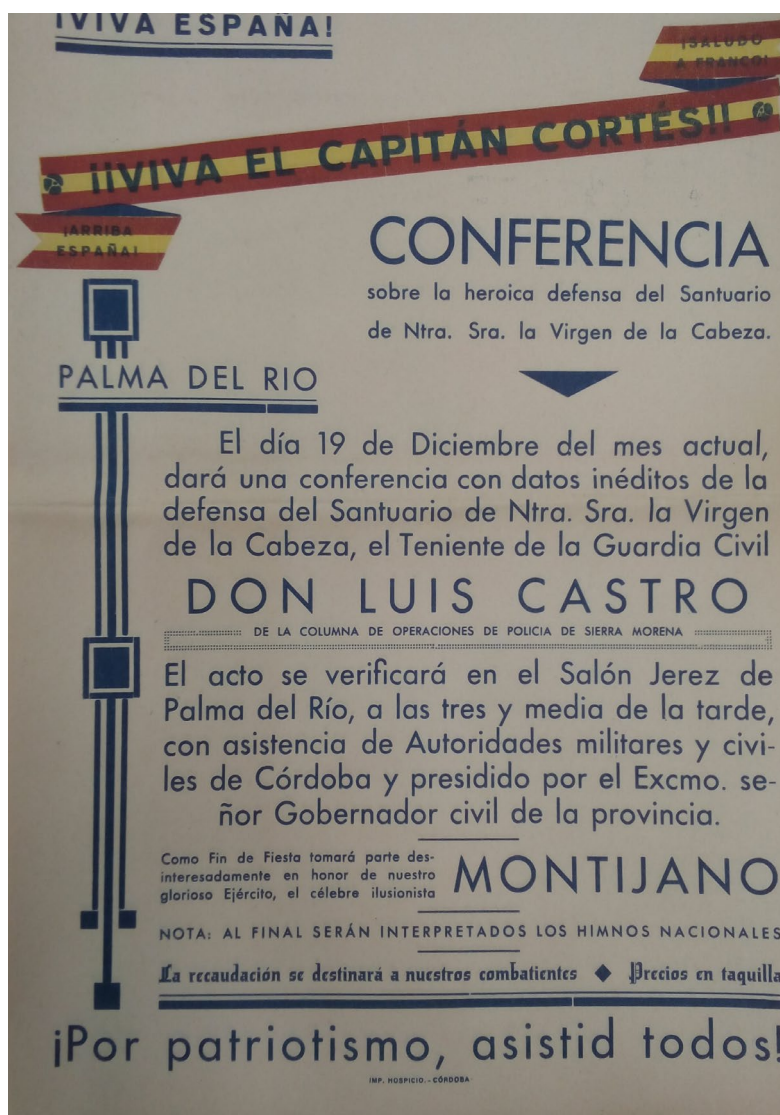 ¡VIVA ESPAÑA!
¡SALUDO
A FRANCO!
¡¡VIVA EL CAPITÁN CORTÉS!!
¡ARRIBA
ESPAÑA!
CONFERENCIA
sobre la heroica defensa del Santuario
de Ntra. Sra. la Virgen de la Cabeza.
PALMA DEL RIO
El día 19 de Diciembre del mes actual,
dará una conferencia con datos inéditos de la
defensa del Santuario de Ntra. Sra. la Virgen
de la Cabeza, el Teniente de la Guardia Civil
DON LUIS CASTRO
DE LA COLUMNA DE OPERACIONES DE POLICIA DE SIERRA MORENA
El acto se verificará en el Salón Jerez de
Palma del Río, a las tres y media de la tarde,
con asistencia de Autoridades militares y civi-
les de Córdoba y presidido por el Excmo. se-
ñor Gobernador civil de la provincia.
Como Fin de Fiesta tomará parte des-
interesadamente en honor de nuestro
glorioso Ejército, el célebre ilusionista
MONTIJANO
NOTA: AL FINAL SERÁN INTERPRETADOS LOS HIMNOS NACIONALES
La recaudación se destinará a nuestros combatientes ◆ Precios en taquilla
¡Por patriotismo, asistid todos!
IMP. HOSPICIO.-CÓRDOBA